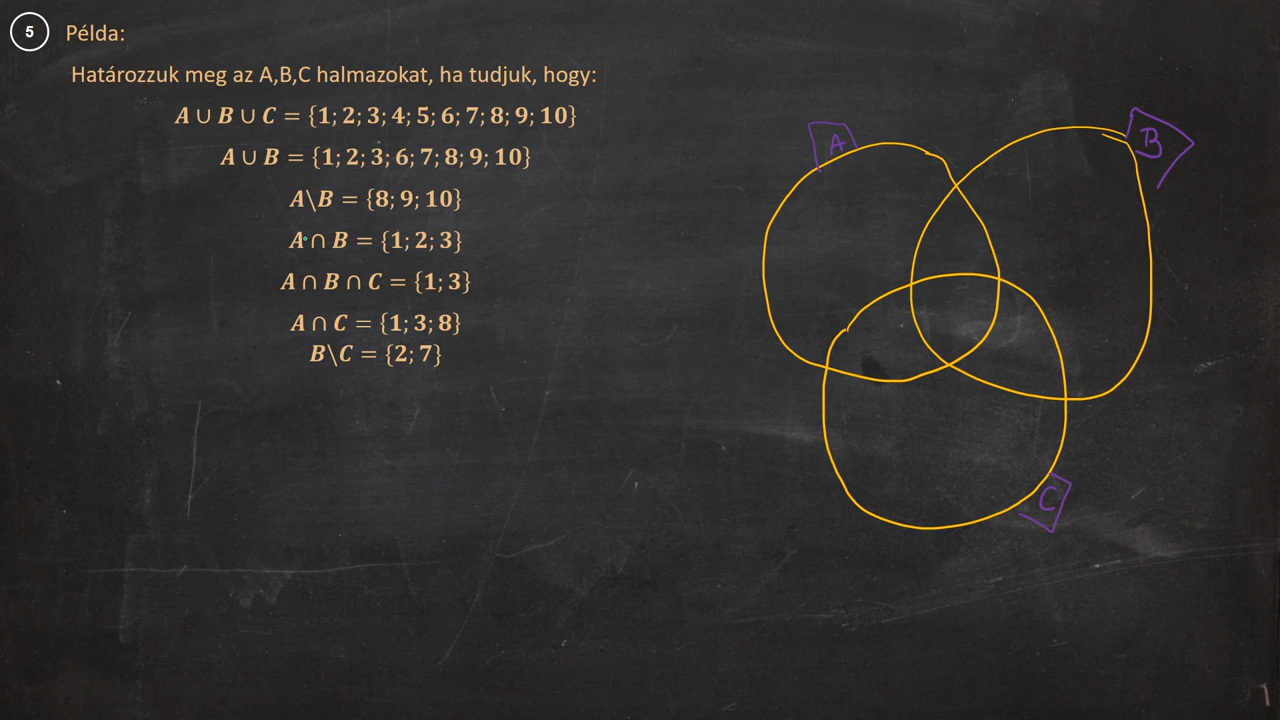 5 Példa:
Határozzuk meg az A,B,C halmazokat, ha tudjuk, hogy:
A ∪ B ∪ C = {1; 2; 3; 4; 5; 6; 7; 8; 9; 10}
A ∪ B = {1; 2; 3; 6; 7; 8; 9; 10}
A\B = {8; 9; 10}
A ∩ B = {1; 2; 3}
A ∩ B ∩ C = {1; 3}
A ∩ C = {1; 3; 8}
B\C = {2; 7}
A
B
C